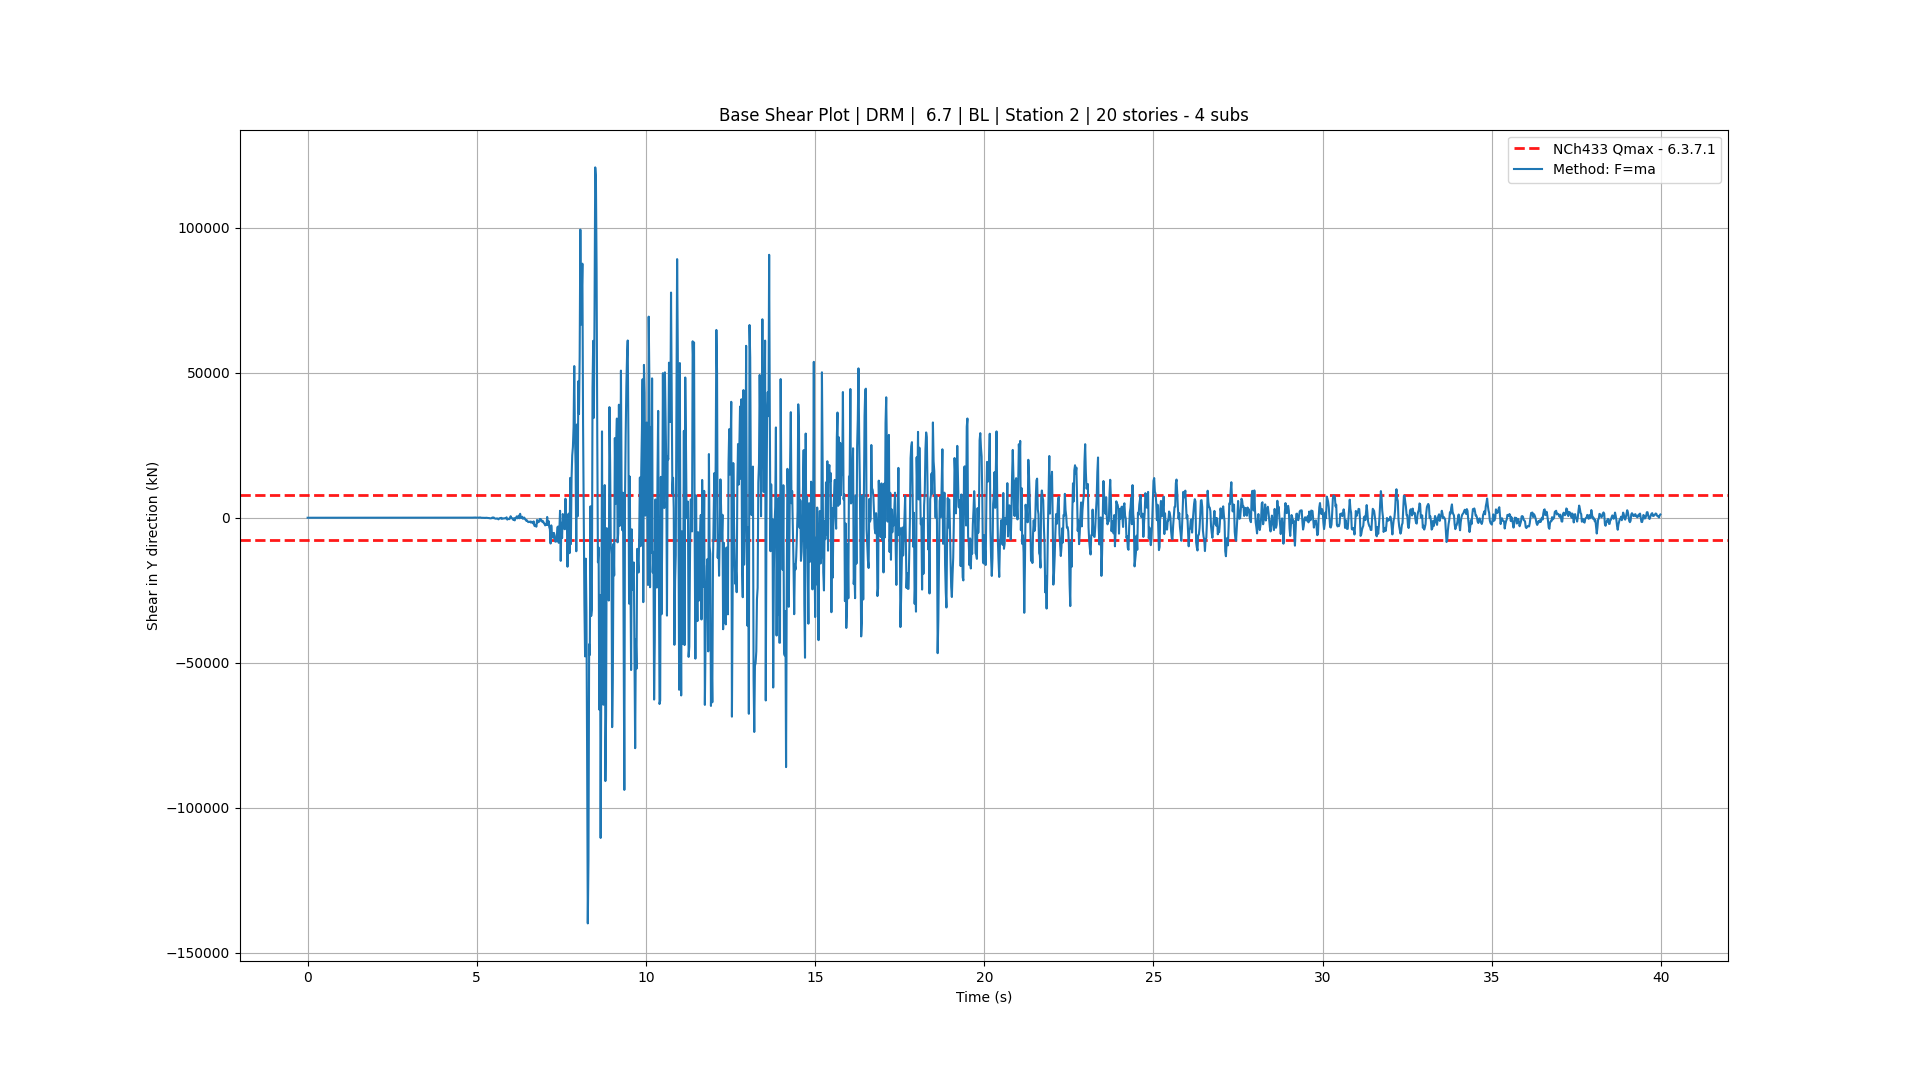 Base Shear Plot | DRM |  6.7 | BL | Station 2 | 20 stories - 4 subs
NCh433 Qmax - 6.3.7.1
Method: F=ma
100000
50000
0
−50000
−100000
−150000
Shear in Y direction (kN)
0 5 10 15 20 25 30 35 40
Time (s)